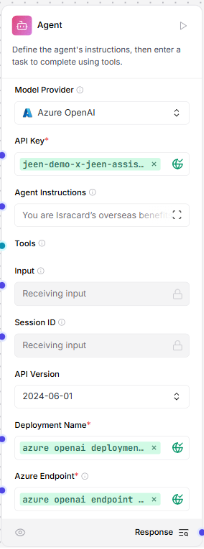 Agent
Define the agent's instructions, then enter a
task to complete using tools.
Model Provider
Azure OpenAI
API Key*
jeen-demo-x-jeen-assis…
Agent Instructions
You are Isracard's overseas benefi
Tools
Input
Receiving input
Session ID
Receiving input
API Version
2024-06-01
Deployment Name*
azure openai deploymen…
Azure Endpoint*
azure openai endpoint …
Response